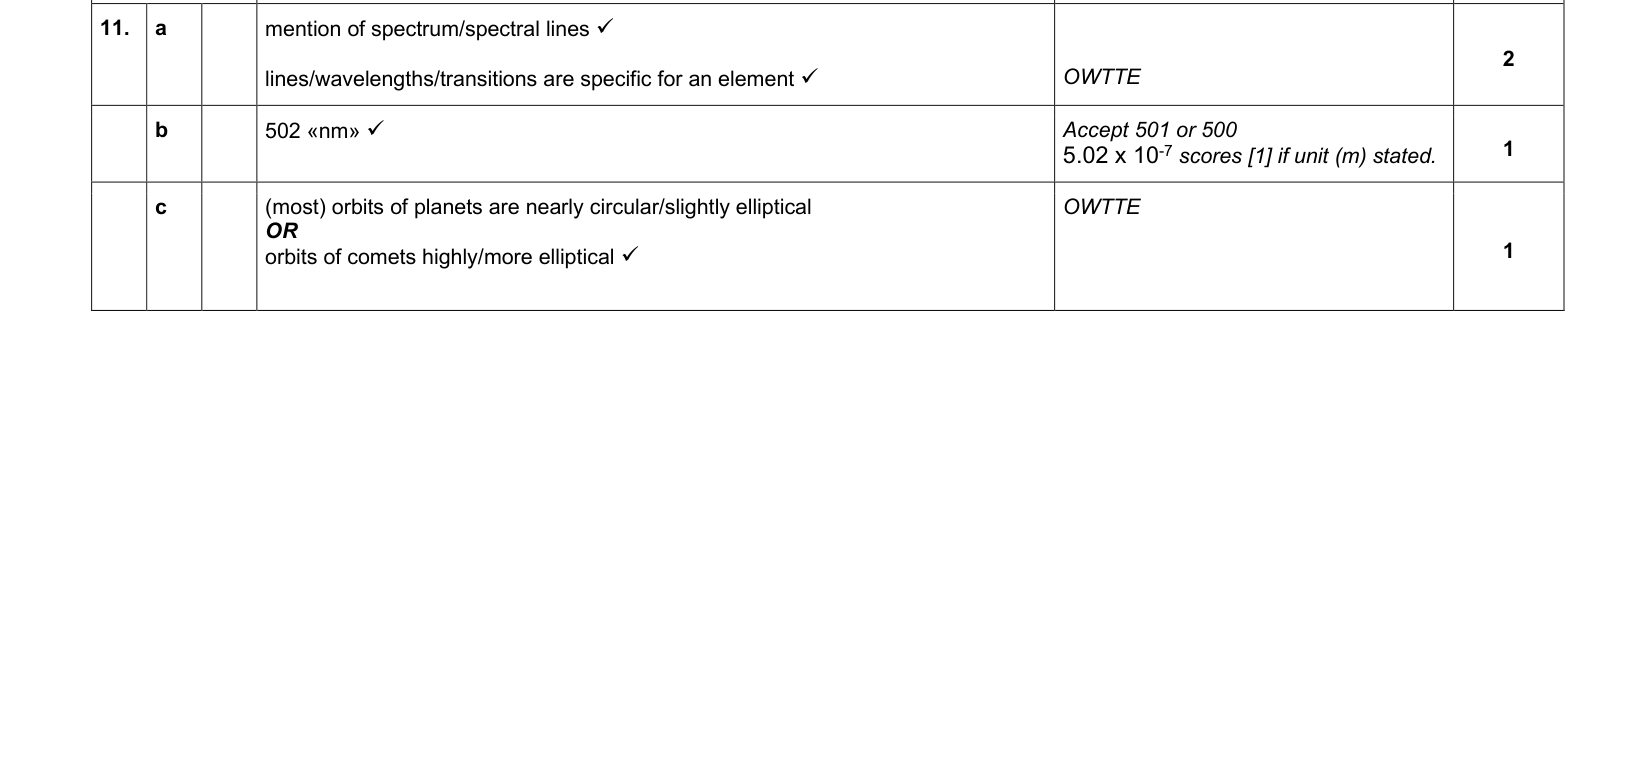 11. a mention of spectrum/spectral lines ✓
lines/wavelengths/transitions are specific for an element ✓ OWTTE 2
b 502 «nm» ✓ Accept 501 or 500
5.02 x 10⁻⁷ scores [1] if unit (m) stated. 1
c (most) orbits of planets are nearly circular/slightly elliptical OWTTE
OR
orbits of comets highly/more elliptical ✓ 1